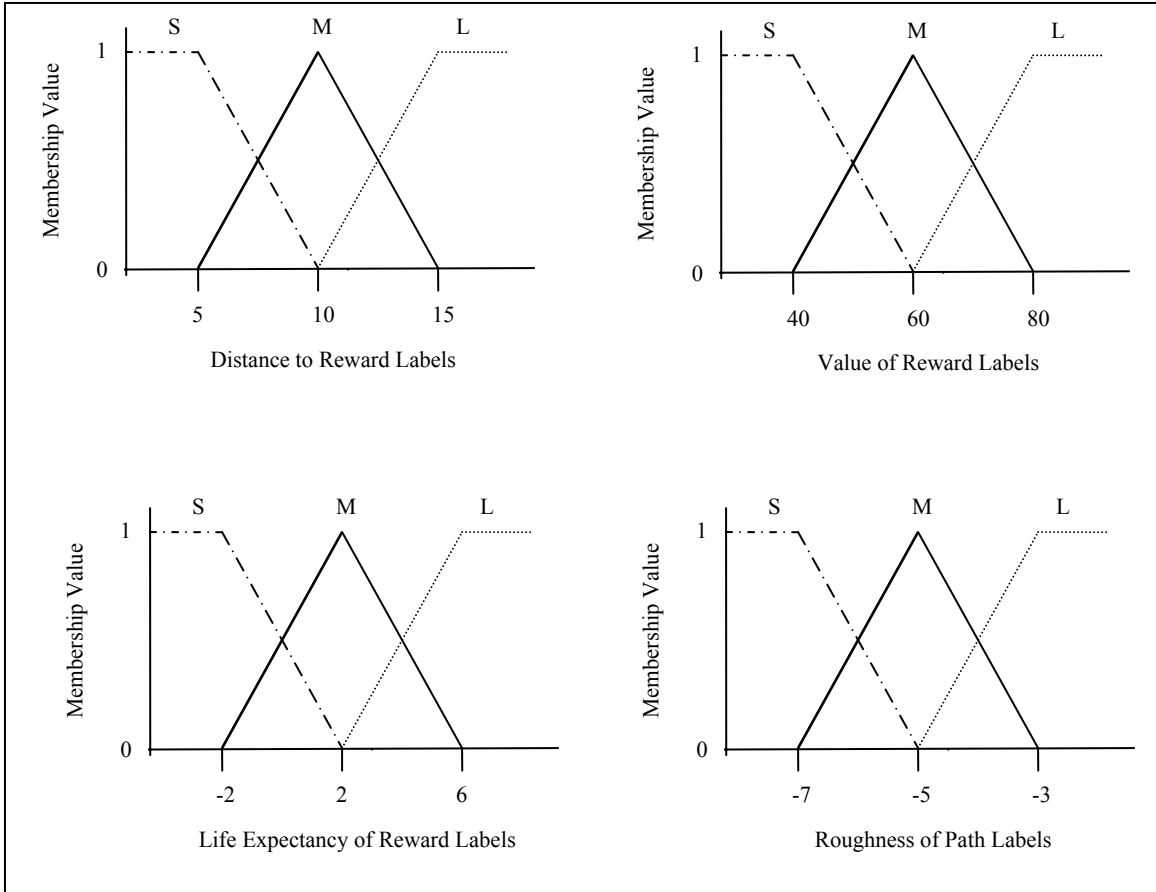 S M L
1
Membership Value
0
5 10 15
Distance to Reward Labels
S M L
1
Membership Value
0
40 60 80
Value of Reward Labels
S M L
1
Membership Value
0
-2 2 6
Life Expectancy of Reward Labels
S M L
1
Membership Value
0
-7 -5 -3
Roughness of Path Labels